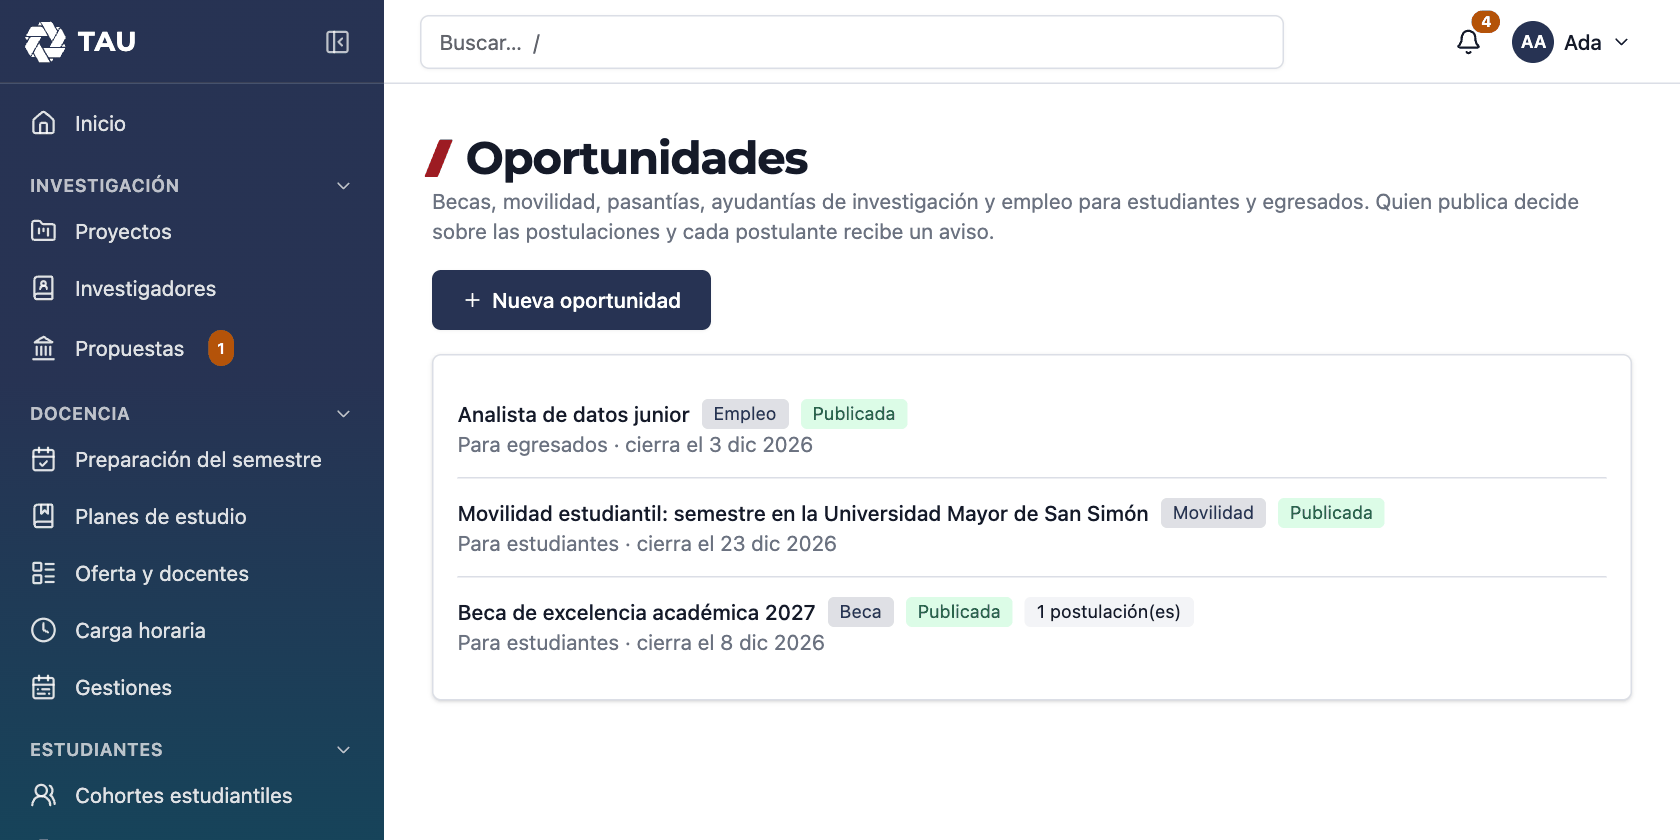 TAU
Buscar... /
4
AA
Ada
Inicio
INVESTIGACIÓN
Proyectos
Investigadores
Propuestas 1
DOCENCIA
Preparación del semestre
Planes de estudio
Oferta y docentes
Carga horaria
Gestiones
ESTUDIANTES
Cohortes estudiantiles
Oportunidades
Becas, movilidad, pasantías, ayudantías de investigación y empleo para estudiantes y egresados. Quien publica decide
sobre las postulaciones y cada postulante recibe un aviso.
+ Nueva oportunidad
Analista de datos junior Empleo Publicada
Para egresados · cierra el 3 dic 2026
Movilidad estudiantil: semestre en la Universidad Mayor de San Simón Movilidad Publicada
Para estudiantes · cierra el 23 dic 2026
Beca de excelencia académica 2027 Beca Publicada 1 postulación(es)
Para estudiantes · cierra el 8 dic 2026